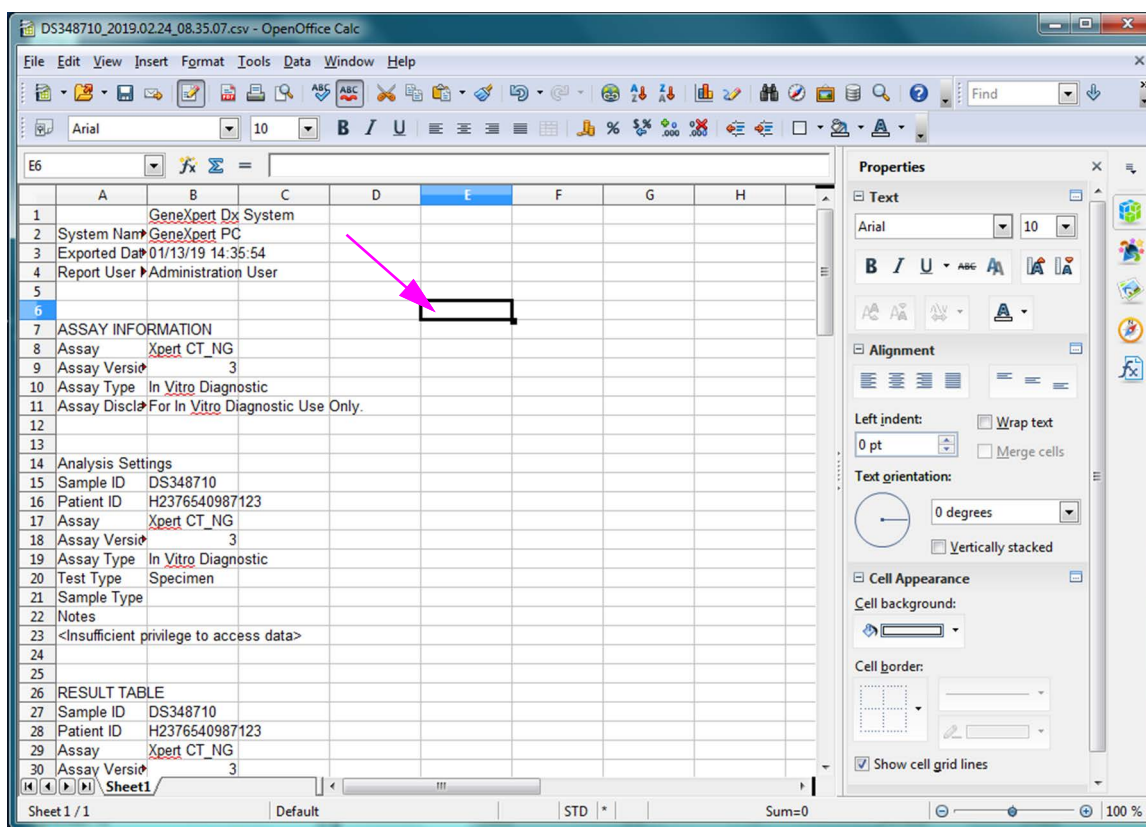 DS348710_2019.02.24_08.35.07.csv - OpenOffice Calc
File Edit View Insert Format Tools Data Window Help
Find
Arial 10
E6
A B C D E F G H
1 GeneXpert Dx System
2 System Nam GeneXpert PC
3 Exported Dat 01/13/19 14:35:54
4 Report User Administration User
5
6
7 ASSAY INFORMATION
8 Assay Xpert CT_NG
9 Assay Versio 3
10 Assay Type In Vitro Diagnostic
11 Assay Discla For In Vitro Diagnostic Use Only.
12
13
14 Analysis Settings
15 Sample ID DS348710
16 Patient ID H2376540987123
17 Assay Xpert CT_NG
18 Assay Versio 3
19 Assay Type In Vitro Diagnostic
20 Test Type Specimen
21 Sample Type
22 Notes
23 <Insufficient privilege to access data>
24
25
26 RESULT TABLE
27 Sample ID DS348710
28 Patient ID H2376540987123
29 Assay Xpert CT_NG
30 Assay Versio 3
Sheet1
Sheet 1 / 1 Default STD * Sum=0 100 %
Properties
Text
Arial 10
Alignment
Left indent: Wrap text
0 pt Merge cells
Text orientation:
0 degrees
Vertically stacked
Cell Appearance
Cell background:
Cell border:
Show cell grid lines